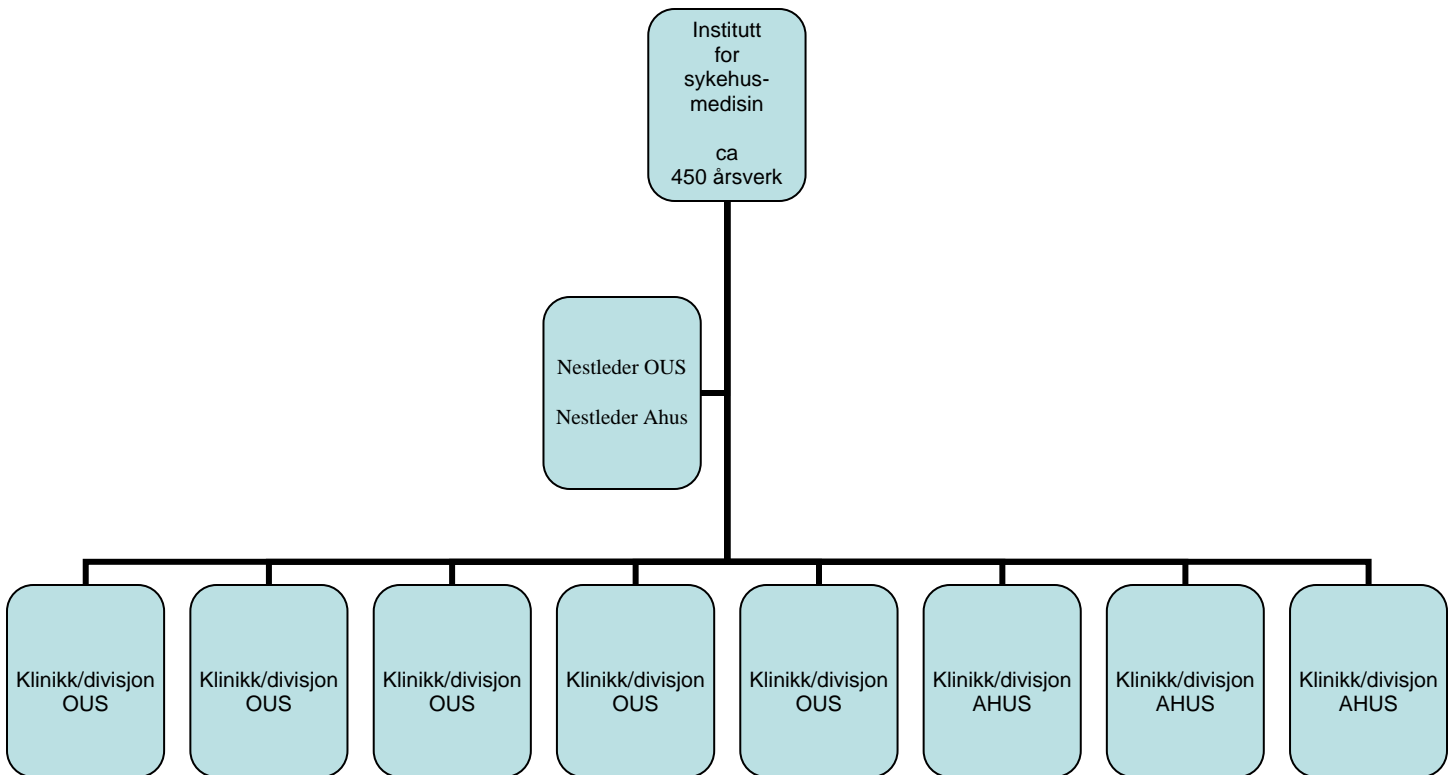 Institutt
for
sykehus-
medisin
ca
450 årsverk
Nestleder OUS
Nestleder Ahus
Klinikk/divisjon
OUS
Klinikk/divisjon
OUS
Klinikk/divisjon
OUS
Klinikk/divisjon
OUS
Klinikk/divisjon
OUS
Klinikk/divisjon
AHUS
Klinikk/divisjon
AHUS
Klinikk/divisjon
AHUS